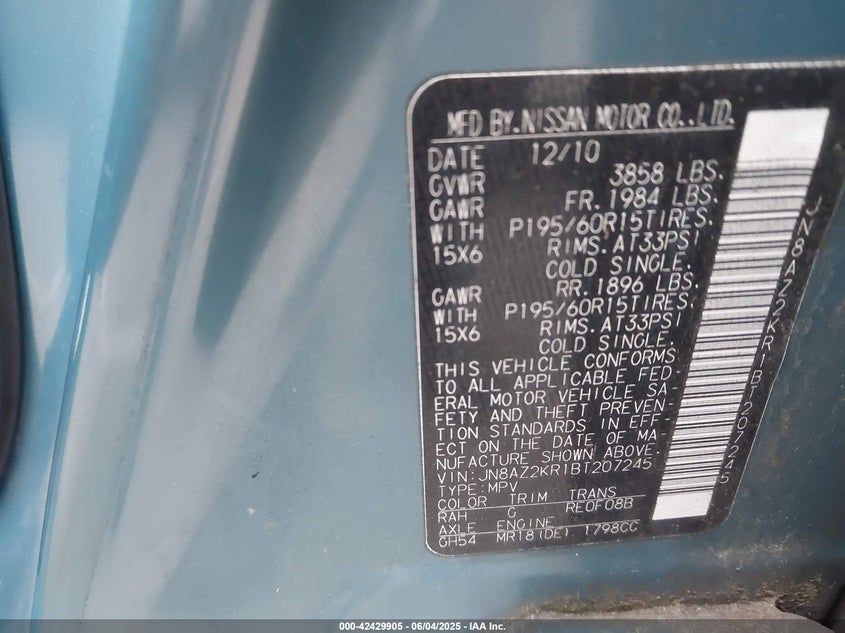 MFD BY.NISSAN MOTOR CO.,LTD.
DATE 12/10
GVWR 3858 LBS.
GAWR FR. 1984 LBS.
WITH P195/60R15TIRES.
15X6 RIMS.AT33PSI
COLD SINGLE.
GAWR RR. 1896 LBS.
WITH P195/60R15TIRES.
15X6 RIMS.AT33PSI
COLD SINGLE.
THIS VEHICLE CONFORMS
TO ALL APPLICABLE FED-
ERAL MOTOR VEHICLE SA-
FETY AND THEFT PREVEN-
TION STANDARDS IN EFF-
ECT ON THE DATE OF MA-
NUFACTURE SHOWN ABOVE.
VIN:JN8AZ2KR1BT207245
TYPE:MPV
COLOR TRIM TRANS
RAH G RE0F08B
AXLE ENGINE
GH54 MR18(DE). 1798CC
JN8AZ2KR1BT207245
000-42429905 - 06/04/2025 - IAA Inc.